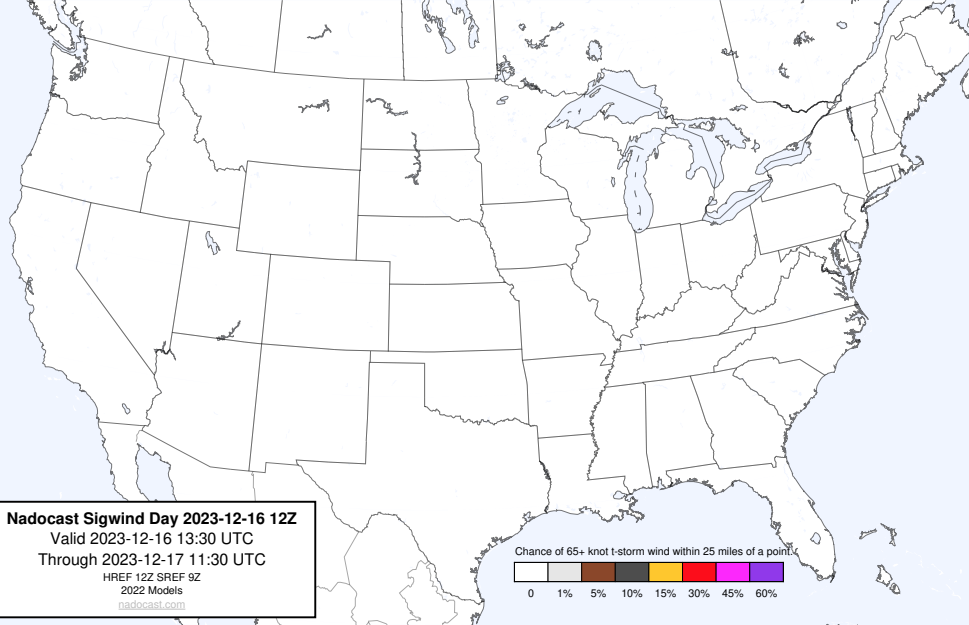 Nadocast Sigwind Day 2023-12-16 12Z
Valid 2023-12-16 13:30 UTC
Through 2023-12-17 11:30 UTC
HREF 12Z SREF 9Z
2022 Models
nadocast.com
Chance of 65+ knot t-storm wind within 25 miles of a point.
0 1% 5% 10% 15% 30% 45% 60%